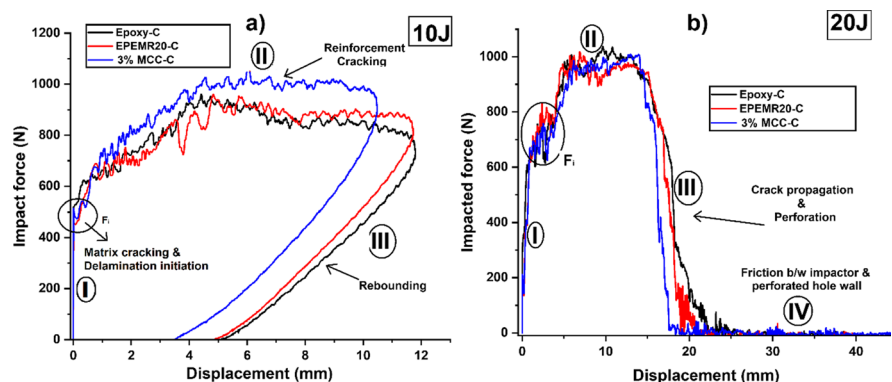 a)
10J
Epoxy-C
EPEMR20-C
3% MCC-C
II
Reinforcement
Cracking
Fi
Matrix cracking &
Delamination initiation
I
III
Rebounding
Impact force (N)
1200
1000
800
600
400
200
0
0 2 4 6 8 10 12 14
Displacement (mm)
b)
20J
II
Epoxy-C
EPEMR20-C
3% MCC-C
Fi
III
Crack propagation
&
Perforation
I
Friction b/w impactor &
perforated hole wall
IV
Impacted force (N)
1000
800
600
400
200
0
0 10 20 30 40
Displacement (mm)